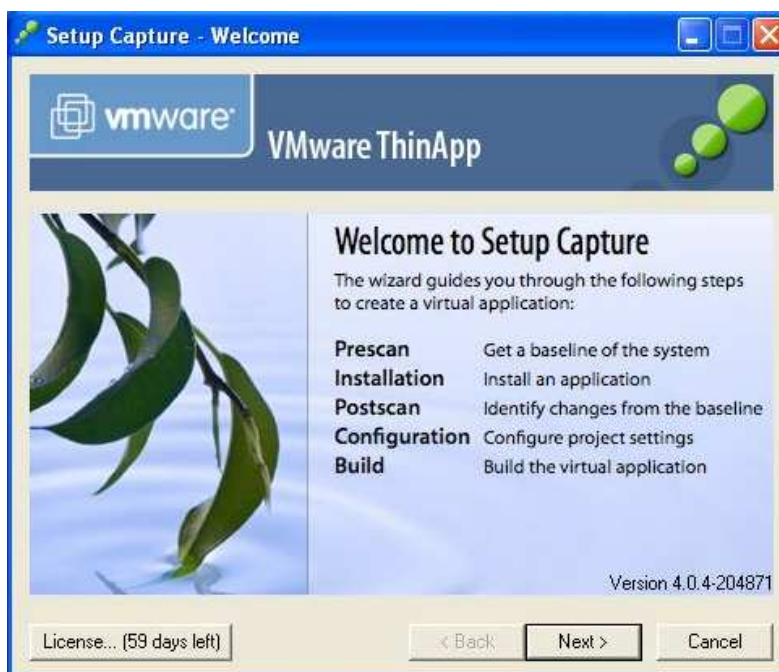 Setup Capture - Welcome
vmware
VMware ThinApp
Welcome to Setup Capture
The wizard guides you through the following steps
to create a virtual application:
Prescan Get a baseline of the system
Installation Install an application
Postscan Identify changes from the baseline
Configuration Configure project settings
Build Build the virtual application
Version 4.0.4-204871
License... (59 days left) < Back Next > Cancel